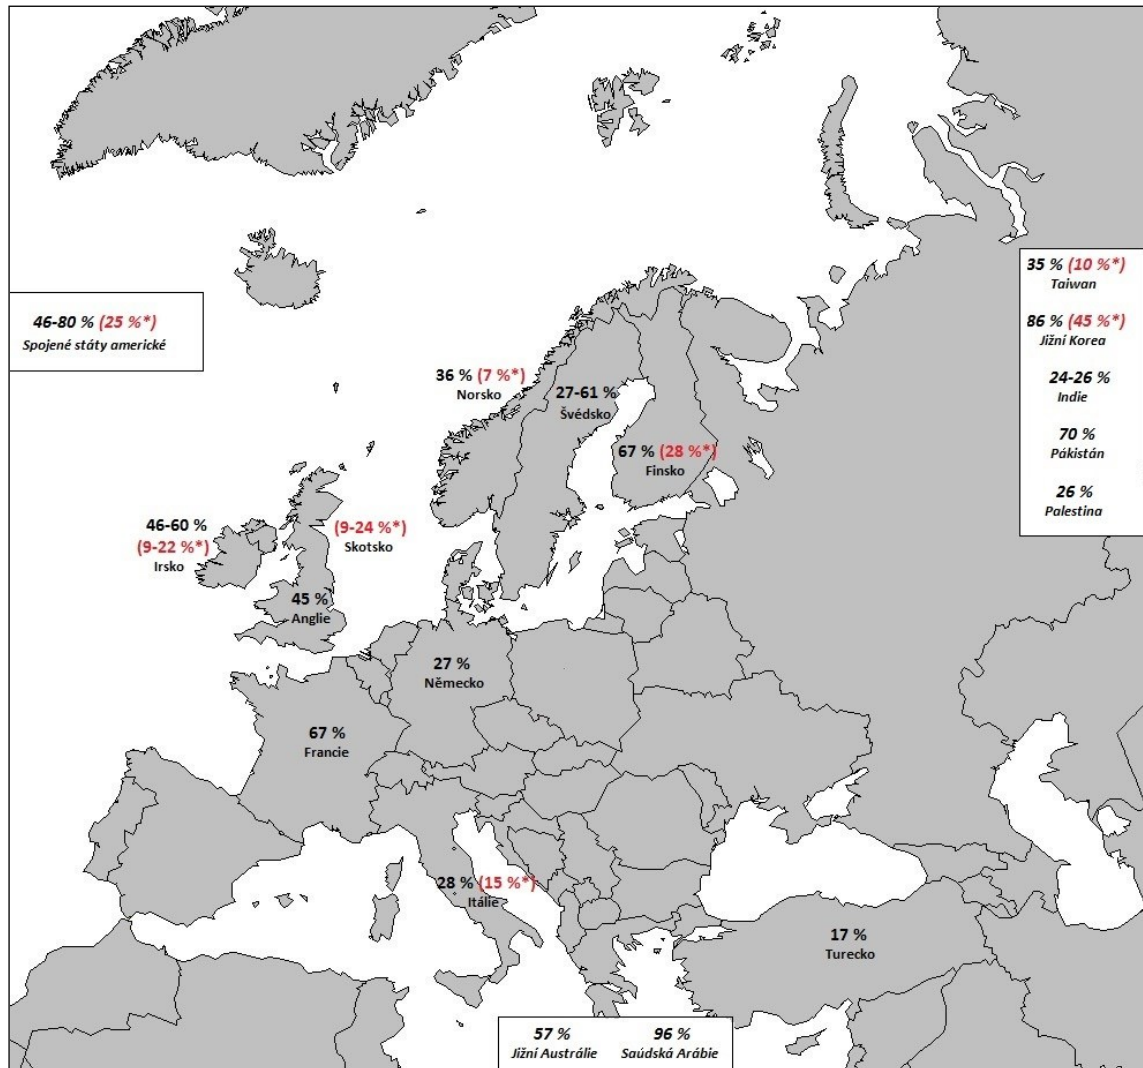 35 % (10 %*)
Taiwan
46-80 % (25 %*)
Spojené státy americké
86 % (45 %*)
Jižní Korea
36 % (7 %*)
Norsko
24-26 %
Indie
27-61 %
Švédsko
70 %
Pákistán
67 % (28 %*)
Finsko
26 %
Palestina
46-60 %
(9-22 %*)
Irsko
(9-24 %*)
Skotsko
45 %
Anglie
27 %
Německo
67 %
Francie
28 % (15 %*)
Itálie
17 %
Turecko
57 %
Jižní Austrálie
96 %
Saúdská Arábie